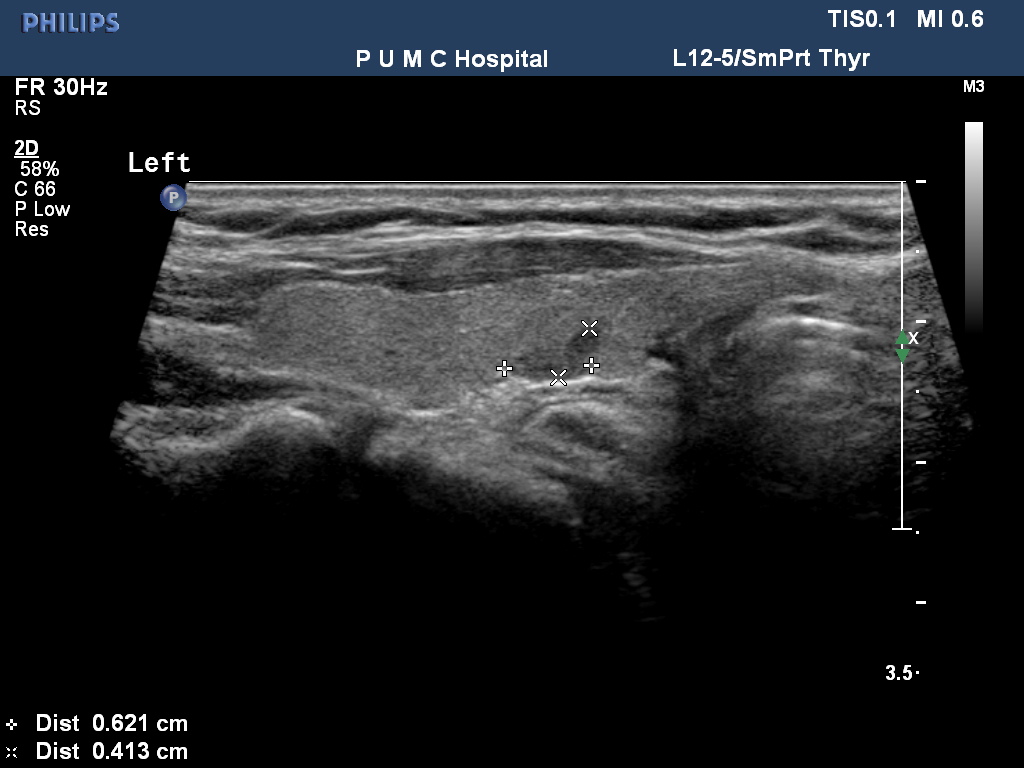 PHILIPS
TIS0.1 MI 0.6
P U M C Hospital
L12-5/SmPrt Thyr
FR 30Hz
RS
M3
2D
58%
C 66
P Low
Res
Left
P
X
3.5
Dist 0.621 cm
Dist 0.413 cm